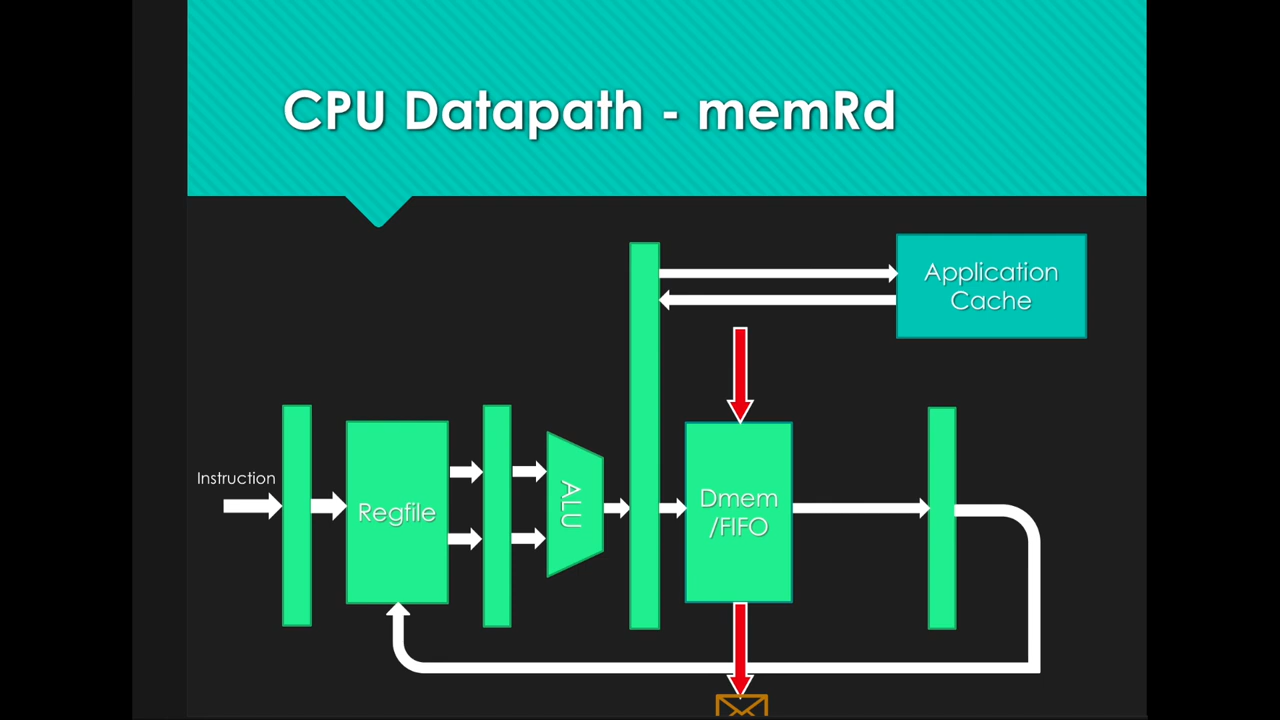 CPU Datapath - memRd
Application
Cache
Instruction
Regfile
ALU
Dmem
/FIFO